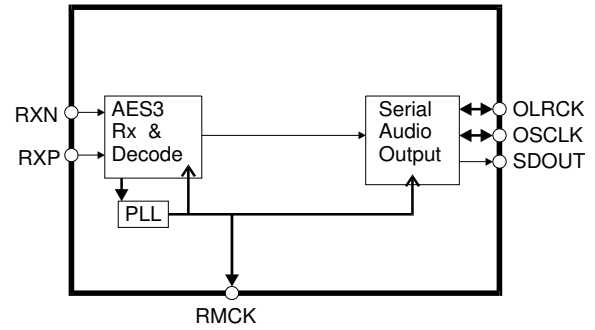 RXN
RXP
AES3
Rx &
Decode
PLL
Serial
Audio
Output
OLRCK
OSCLK
SDOUT
RMCK